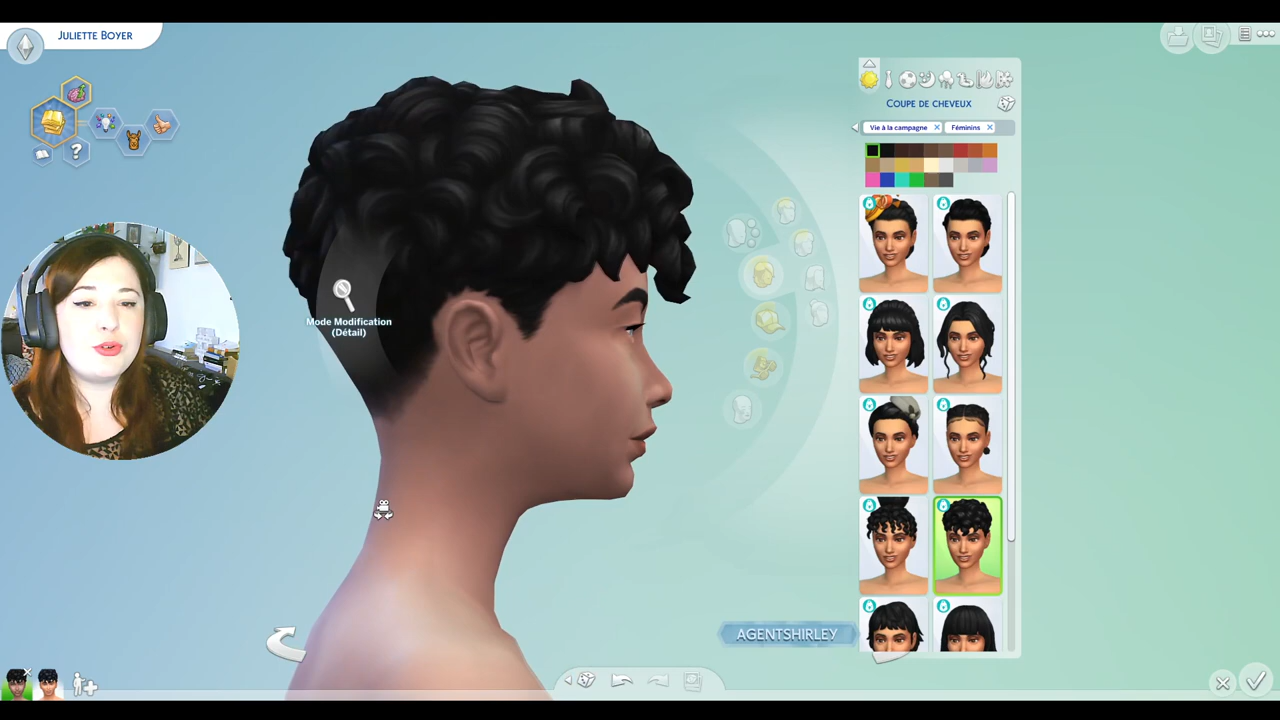 JULIETTE BOYER
COUPE DE CHEVEUX
Vie à la campagne ×
Féminins ×
?
Mode Modification
(Détail)
AGENTSHIRLEY